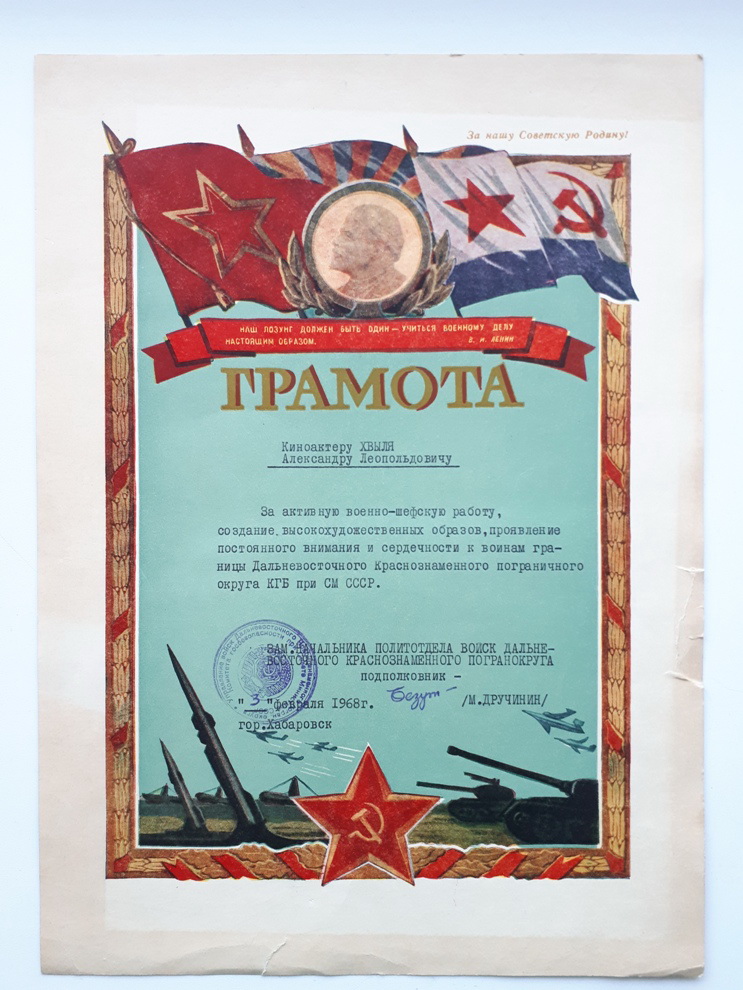 За нашу Советскую Родину!
НАШ ЛОЗУНГ ДОЛЖЕН БЫТЬ ОДИН — УЧИТЬСЯ ВОЕННОМУ ДЕЛУ
НАСТОЯЩИМ ОБРАЗОМ. В. И. ЛЕНИН
ГРАМОТА
Киноактеру ХВЫЛЯ
Александру Леопольдовичу
За активную военно-шефскую работу,
создание высокохудожественных образов, проявление
постоянного внимания и сердечности к воинам гра-
ницы Дальневосточного Краснознаменного пограничного
округа КГБ при СМ СССР.
ЗАМ. НАЧАЛЬНИКА ПОЛИТОТДЕЛА ВОЙСК ДАЛЬНЕ-
ВОСТОЧНОГО КРАСНОЗНАМЕННОГО ПОГРАНОКРУГА
подполковник -
"3" февраля 1968г. /М.ДРУЧИНИН/
гор.Хабаровск